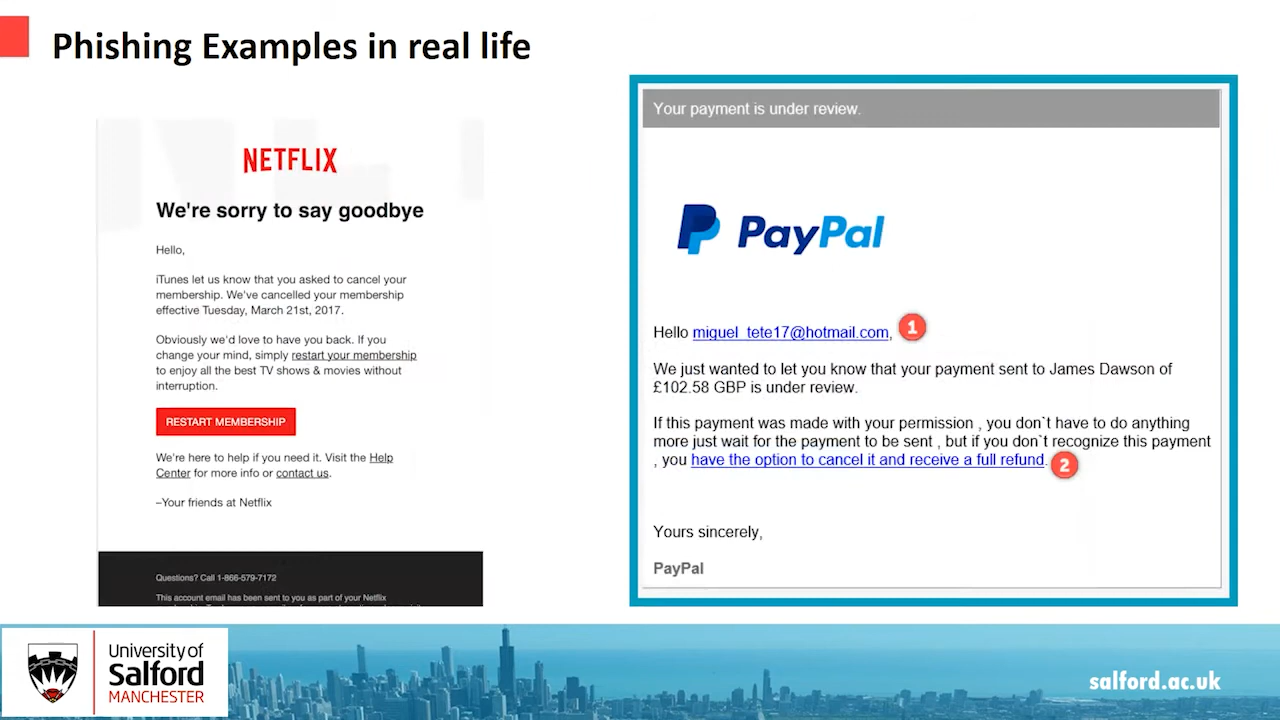 Phishing Examples in real life
NETFLIX
We're sorry to say goodbye
Hello,
iTunes let us know that you asked to cancel your
membership. We've cancelled your membership
effective Tuesday, March 21st, 2017.
Obviously we'd love to have you back. If you
change your mind, simply restart your membership
to enjoy all the best TV shows & movies without
interruption.
RESTART MEMBERSHIP
We're here to help if you need it. Visit the Help
Center for more info or contact us.
–Your friends at Netflix
Questions? Call 1-866-579-7172
This account email has been sent to you as part of your Netflix
Your payment is under review.
PayPal
Hello miguel_tete17@hotmail.com,
1
We just wanted to let you know that your payment sent to James Dawson of
£102.58 GBP is under review.
If this payment was made with your permission , you don`t have to do anything
more just wait for the payment to be sent , but if you don`t recognize this payment
, you have the option to cancel it and receive a full refund.
2
Yours sincerely,
PayPal
University of
Salford
MANCHESTER
salford.ac.uk